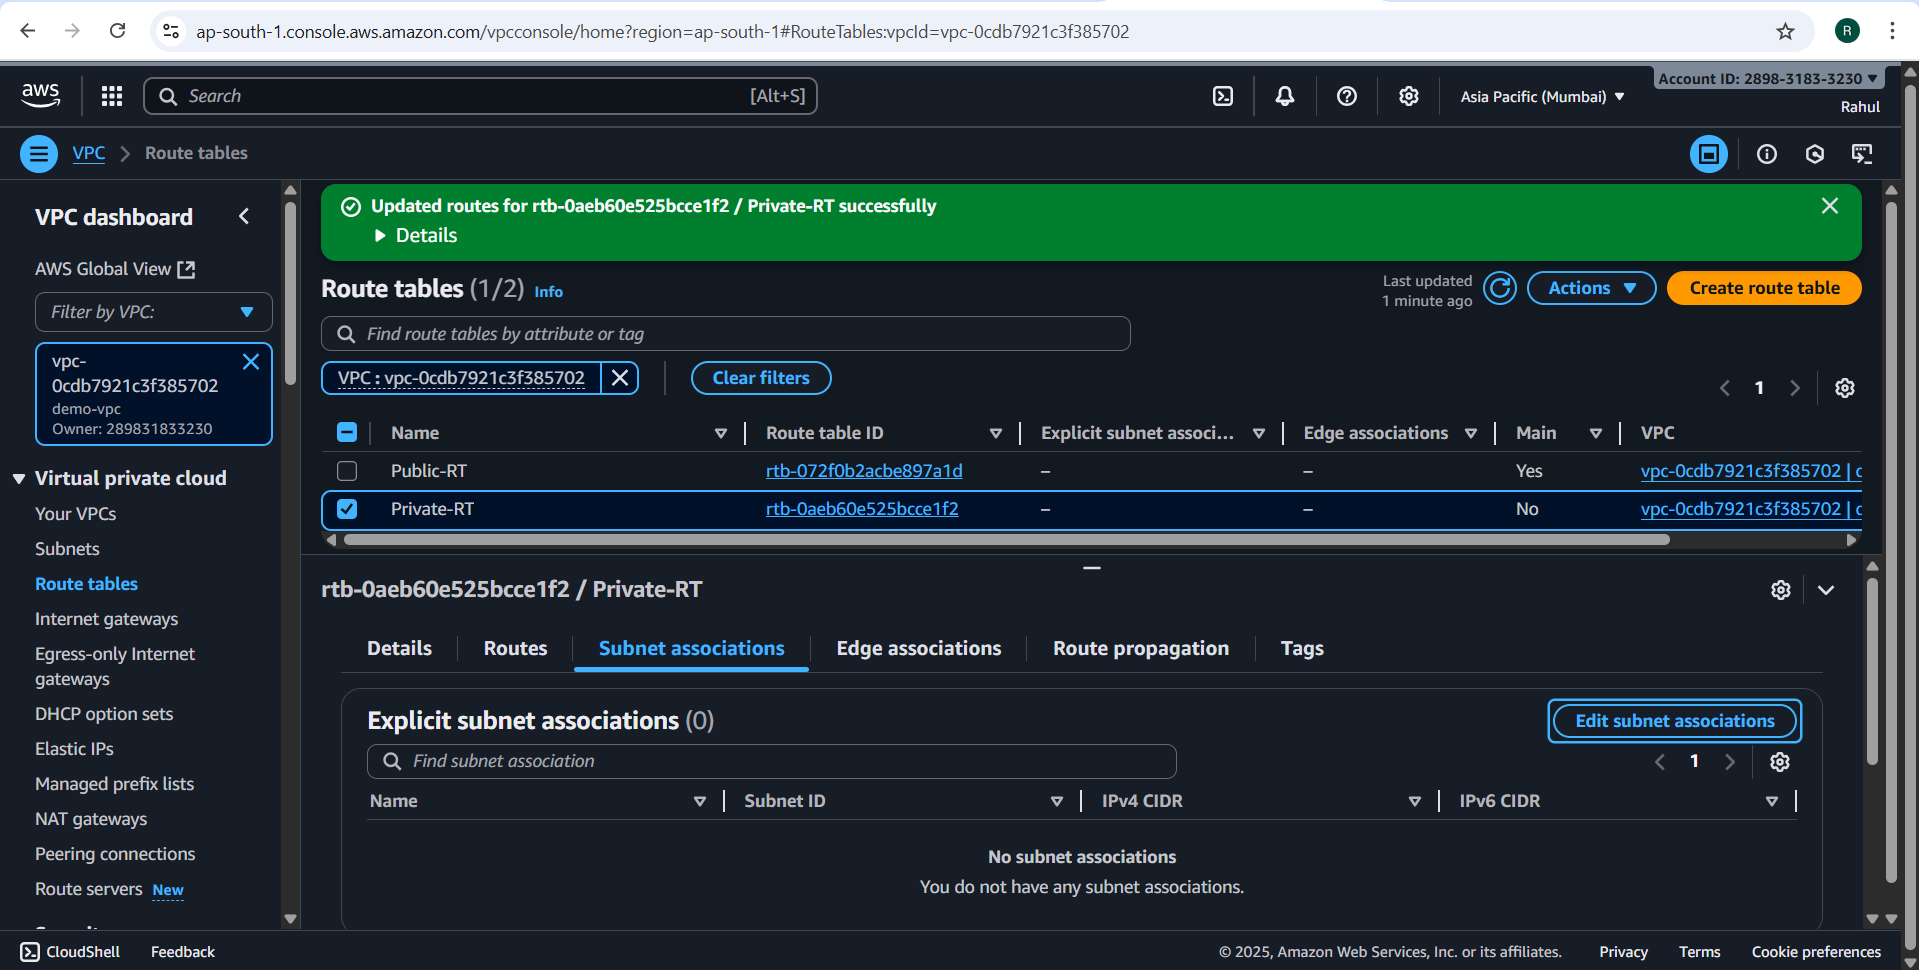 ap-south-1.console.aws.amazon.com/vpcconsole/home?region=ap-south-1#RouteTables:vpcId=vpc-0cdb7921c3f385702
R
aws
Search
[Alt+S]
Asia Pacific (Mumbai)
Account ID: 2898-3183-3230
Rahul
VPC
Route tables
VPC dashboard
AWS Global View
Filter by VPC:
vpc-
0cdb7921c3f385702
demo-vpc
Owner: 289831833230
Virtual private cloud
Your VPCs
Subnets
Route tables
Internet gateways
Egress-only Internet
gateways
DHCP option sets
Elastic IPs
Managed prefix lists
NAT gateways
Peering connections
Route servers New
Updated routes for rtb-0aeb60e525bcce1f2 / Private-RT successfully
Details
Route tables (1/2) Info
Last updated
1 minute ago
Actions
Create route table
Find route tables by attribute or tag
VPC : vpc-0cdb7921c3f385702
Clear filters
1
Name Route table ID Explicit subnet associ... Edge associations Main VPC
Public-RT rtb-072f0b2acbe897a1d – – Yes vpc-0cdb7921c3f385702 |
Private-RT rtb-0aeb60e525bcce1f2 – – No vpc-0cdb7921c3f385702 |
rtb-0aeb60e525bcce1f2 / Private-RT
Details Routes Subnet associations Edge associations Route propagation Tags
Explicit subnet associations (0)
Edit subnet associations
Find subnet association
1
Name Subnet ID IPv4 CIDR IPv6 CIDR
No subnet associations
You do not have any subnet associations.
CloudShell Feedback
© 2025, Amazon Web Services, Inc. or its affiliates. Privacy Terms Cookie preferences